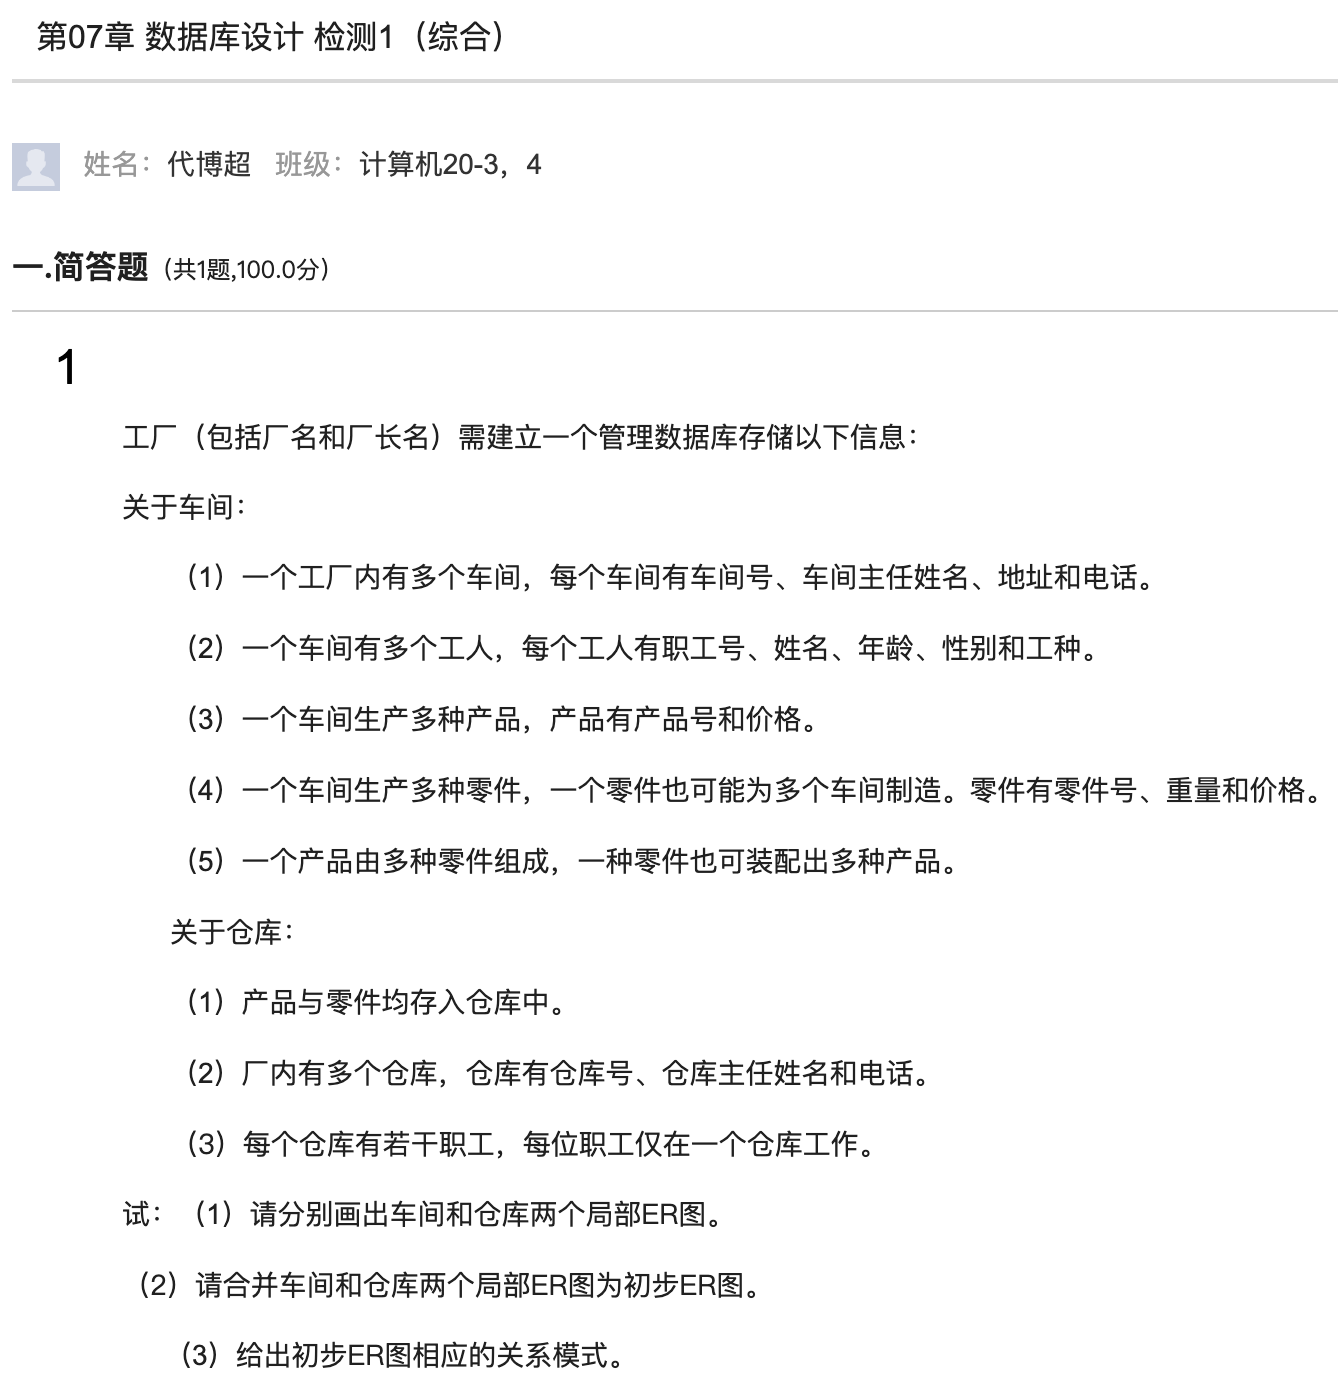 第07章 数据库设计 检测1（综合）
姓名： 代博超 班级： 计算机20-3，4
一.简答题（共1题,100.0分）
1
工厂（包括厂名和厂长名）需建立一个管理数据库存储以下信息：
关于车间：
（1）一个工厂内有多个车间，每个车间有车间号、车间主任姓名、地址和电话。
（2）一个车间有多个工人，每个工人有职工号、姓名、年龄、性别和工种。
（3）一个车间生产多种产品，产品有产品号和价格。
（4）一个车间生产多种零件，一个零件也可能为多个车间制造。零件有零件号、重量和价格。
（5）一个产品由多种零件组成，一种零件也可装配出多种产品。
关于仓库：
（1）产品与零件均存入仓库中。
（2）厂内有多个仓库，仓库有仓库号、仓库主任姓名和电话。
（3）每个仓库有若干职工，每位职工仅在一个仓库工作。
试：（1）请分别画出车间和仓库两个局部ER图。
（2）请合并车间和仓库两个局部ER图为初步ER图。
（3）给出初步ER图相应的关系模式。